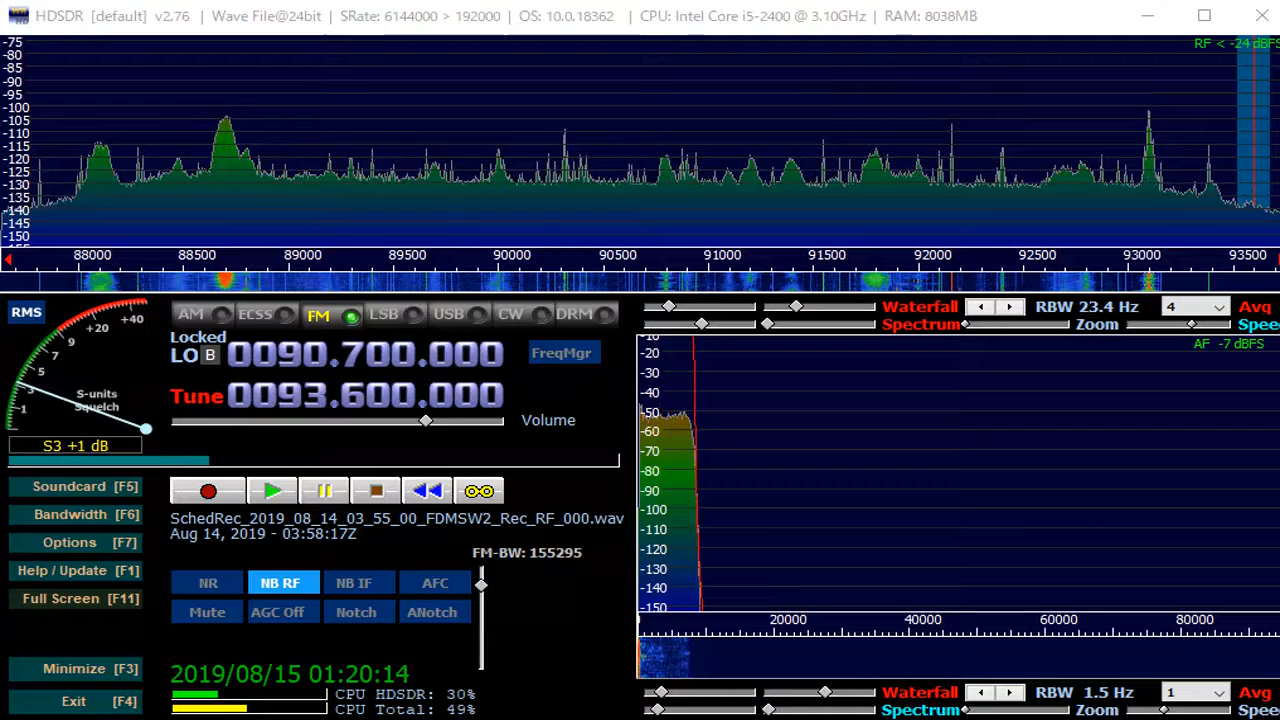 HDSDR [default] v2.76 | Wave File@24bit | SRate: 6144000 > 192000 | OS: 10.0.18362 | CPU: Intel Core i5-2400 @ 3.10GHz | RAM: 8038MB
RF < -24 dBFS
-75
-80
-85
-90
-95
-100
-105
-110
-115
-120
-125
-130
-135
-140
-145
-150
88000 88500 89000 89500 90000 90500 91000 91500 92000 92500 93000 93500
RMS
1 3 5 7 9 +20 +40
S-units
Squelch
S3 +1 dB
AM ECSS FM LSB USB CW DRM
Locked
LO B 0090.700.000
FreqMgr
Tune 0093.600.000
Volume
Waterfall RBW 23.4 Hz 4 Avg
Spectrum Zoom Spee
AF -7 dBFS
-10
-20
-30
-40
-50
-60
-70
-80
-90
-100
-110
-120
-130
-140
-150
20000 40000 60000 80000
Soundcard [F5]
Bandwidth [F6]
Options [F7]
Help / Update [F1]
Full Screen [F11]
Minimize [F3]
Exit [F4]
SchedRec_2019_08_14_03_55_00_FDMSW2_Rec_RF_000.wav
Aug 14, 2019 - 03:58:17Z
FM-BW: 155295
NR NB RF NB IF AFC
Mute AGC Off Notch ANotch
2019/08/15 01:20:14
CPU HDSDR: 30%
CPU Total: 49%
Waterfall RBW 1.5 Hz 1 Avg
Spectrum Zoom Spee